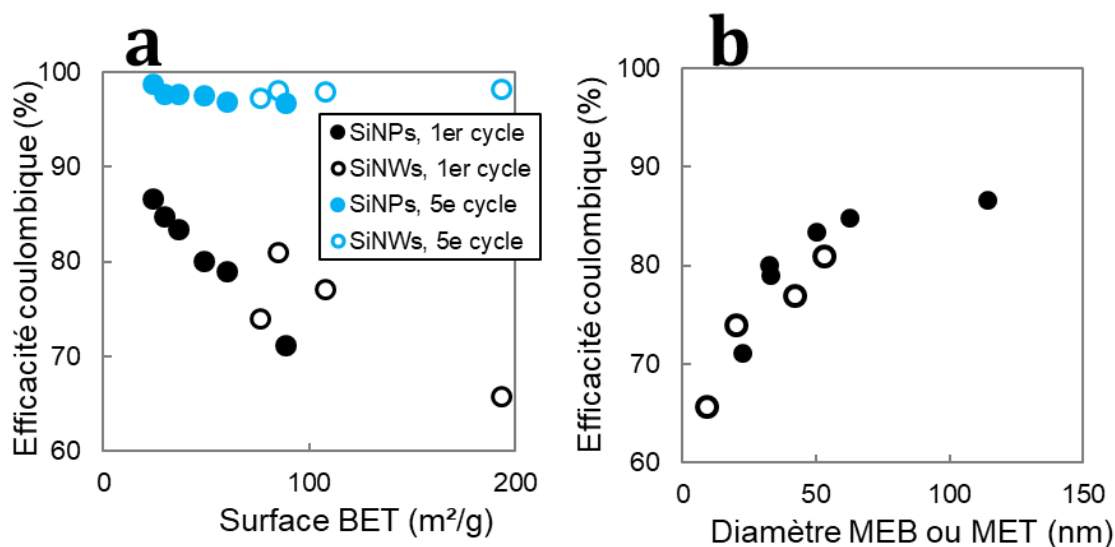 a
Efficacité coulombique (%)
100
90
80
70
60
0
100
200
Surface BET (m²/g)
SiNPs, 1er cycle
SiNWs, 1er cycle
SiNPs, 5e cycle
SiNWs, 5e cycle
b
Efficacité coulombique (%)
100
90
80
70
60
0
50
100
150
Diamètre MEB ou MET (nm)